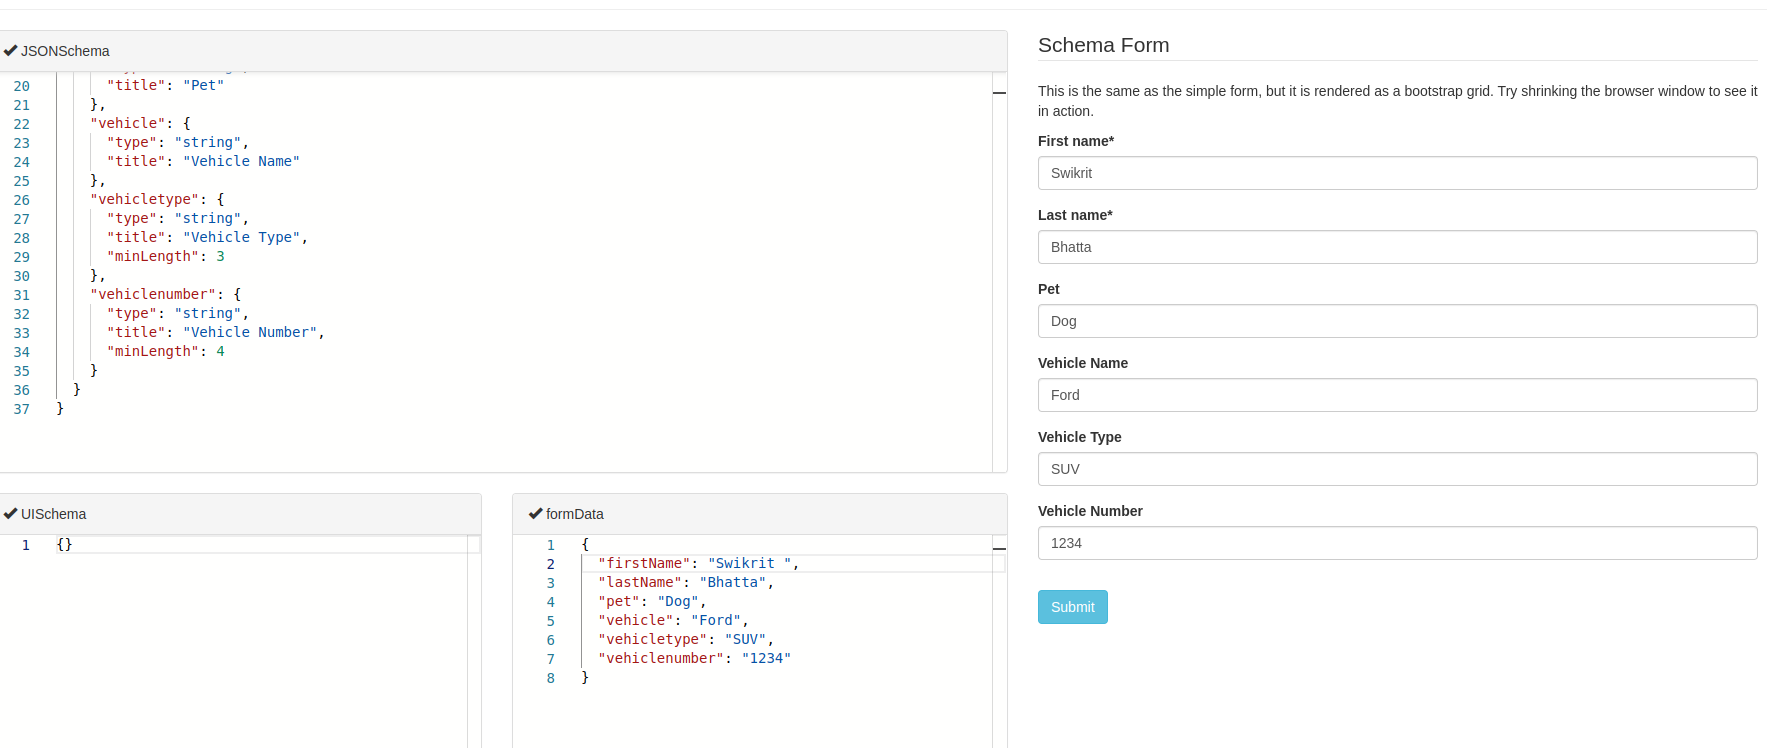 JSONSchema
20 "title": "Pet"
21 },
22 "vehicle": {
23 "type": "string",
24 "title": "Vehicle Name"
25 },
26 "vehicletype": {
27 "type": "string",
28 "title": "Vehicle Type",
29 "minLength": 3
30 },
31 "vehiclenumber": {
32 "type": "string",
33 "title": "Vehicle Number",
34 "minLength": 4
35 }
36 }
37 }
UISchema
1 {}
formData
1 {
2 "firstName": "Swikrit ",
3 "lastName": "Bhatta",
4 "pet": "Dog",
5 "vehicle": "Ford",
6 "vehicletype": "SUV",
7 "vehiclenumber": "1234"
8 }
Schema Form
This is the same as the simple form, but it is rendered as a bootstrap grid. Try shrinking the browser window to see it
in action.
First name*
Swikrit
Last name*
Bhatta
Pet
Dog
Vehicle Name
Ford
Vehicle Type
SUV
Vehicle Number
1234
Submit